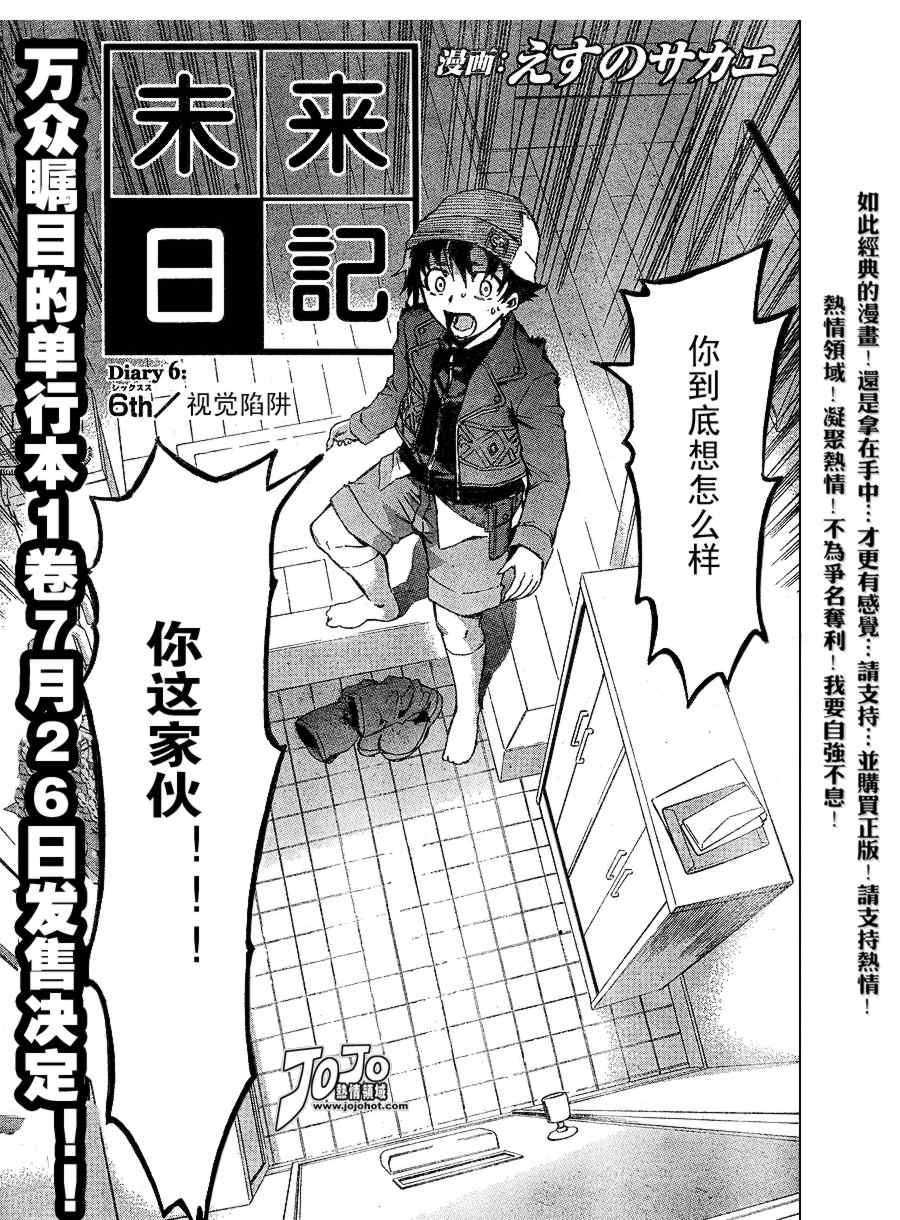 未来
日記
漫画：えすのサカエ
Diary 6:
シックスス
6th／视觉陷阱
万众瞩目的单行本1卷7月26日发售决定！！
你到底想怎么样
你这家伙！！！
如此經典的漫畫！還是拿在手中…才更有感覺…請支持…並購買正版！請支持熱情！
熱情領域！凝聚熱情！不為爭名奪利！我要自強不息！
JOJO
熱情領域
www.jojohot.com